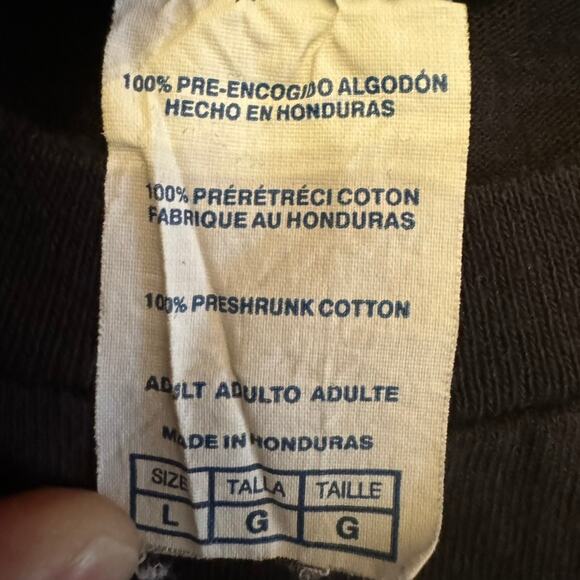 100% PRE-ENCOGIDO ALGODÓN
HECHO EN HONDURAS
100% PRÉRÉTRÉCI COTON
FABRIQUE AU HONDURAS
100% PRESHRUNK COTTON
ADULT ADULTO ADULTE
MADE IN HONDURAS
SIZE TALLA TAILLE
L G G